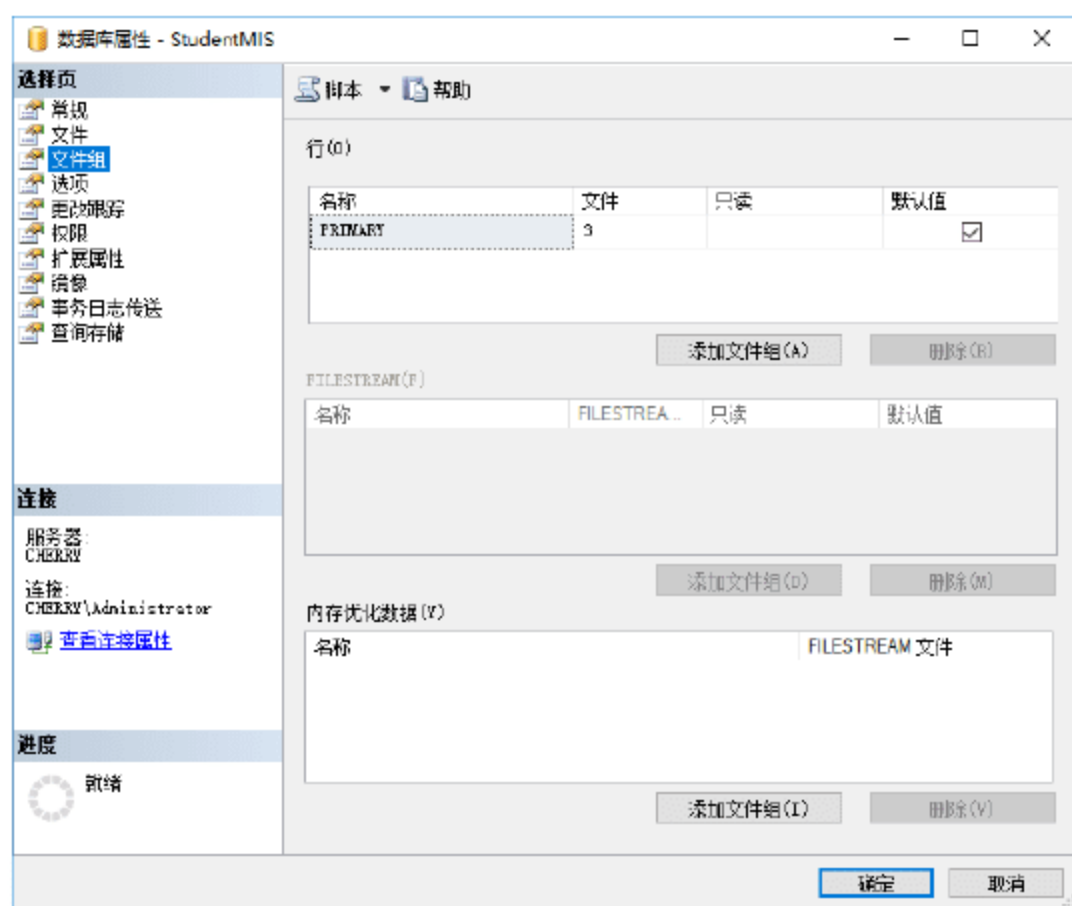 数据库属性 - StudentMIS
选择页
常规
文件
文件组
选项
更改跟踪
权限
扩展属性
镜像
事务日志传送
查询存储
连接
服务器:
CHERRY
连接:
CHERRY\Administrator
查看连接属性
进度
就绪
脚本 帮助
行(O)
名称 文件 只读 默认值
PRIMARY 3
添加文件组(A) 删除(R)
FILESTREAM(F)
名称 FILESTREA... 只读 默认值
添加文件组(D) 删除(M)
内存优化数据(Y)
名称 FILESTREAM 文件
添加文件组(I) 删除(V)
确定 取消